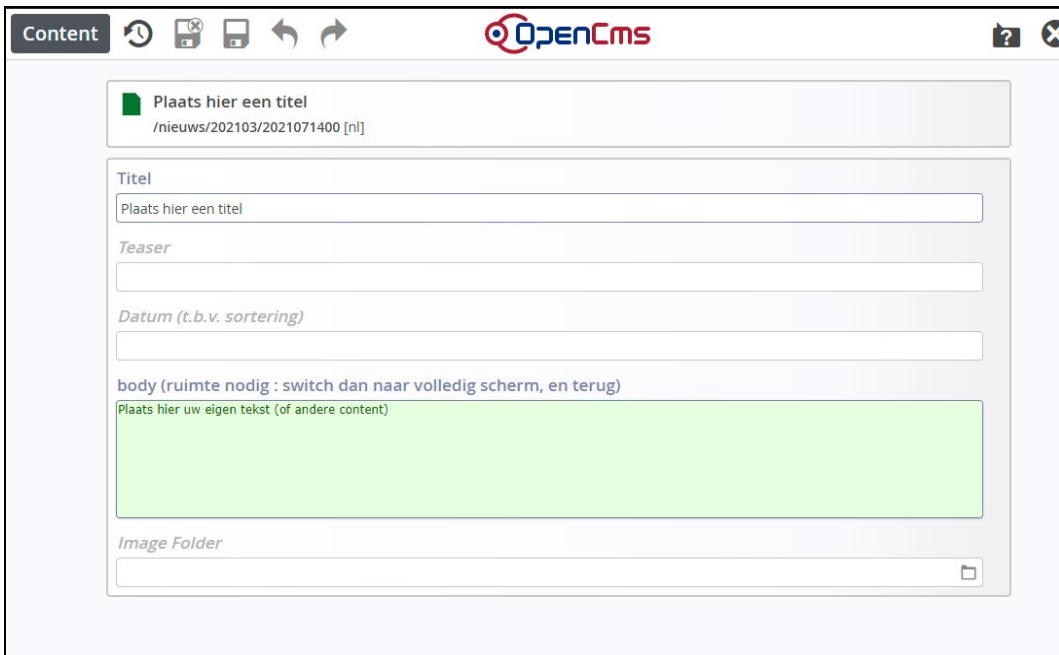 Content
OpenCms
Plaats hier een titel
/nieuws/202103/2021071400 [nl]
Titel
Plaats hier een titel
Teaser
Datum (t.b.v. sortering)
body (ruimte nodig : switch dan naar volledig scherm, en terug)
Plaats hier uw eigen tekst (of andere content)
Image Folder